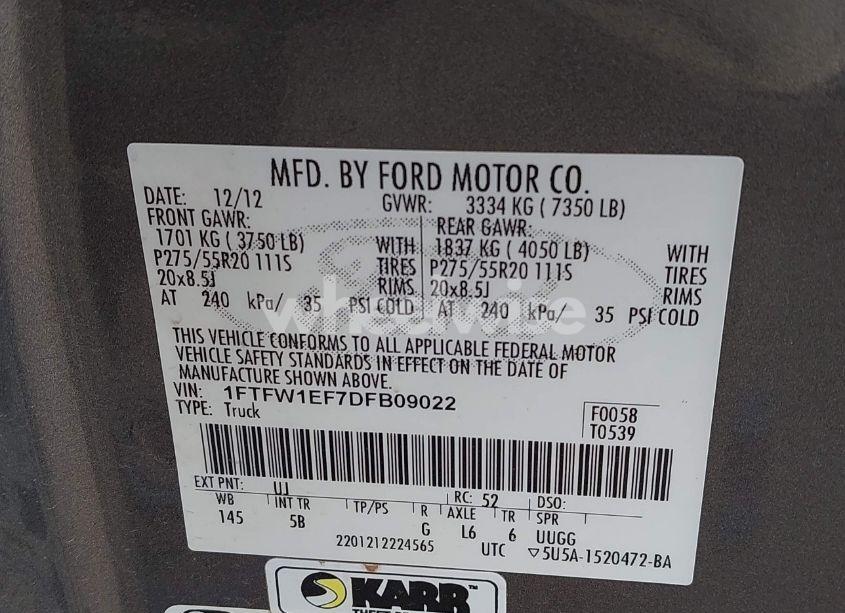 MFD. BY FORD MOTOR CO.
DATE: 12/12 GVWR: 3334 KG ( 7350 LB)
FRONT GAWR: REAR GAWR:
1701 KG ( 3750 LB) WITH 1837 KG ( 4050 LB) WITH
P275/55R20 111S TIRES P275/55R20 111S TIRES
20x8.5J RIMS 20x8.5J RIMS
AT 240 kPa/ 35 PSI COLD AT 240 kPa/ 35 PSI COLD
wheelwise
THIS VEHICLE CONFORMS TO ALL APPLICABLE FEDERAL MOTOR
VEHICLE SAFETY STANDARDS IN EFFECT ON THE DATE OF
MANUFACTURE SHOWN ABOVE.
VIN: 1FTFW1EF7DFB09022
TYPE: Truck
F0058
T0539
EXT PNT: UJ RC: 52 DSO:
WB INT TR TP/PS R AXLE TR SPR
145 5B G L6 6 UUGG
2201212224565 UTC ▽5U5A-1520472-BA
KARR™